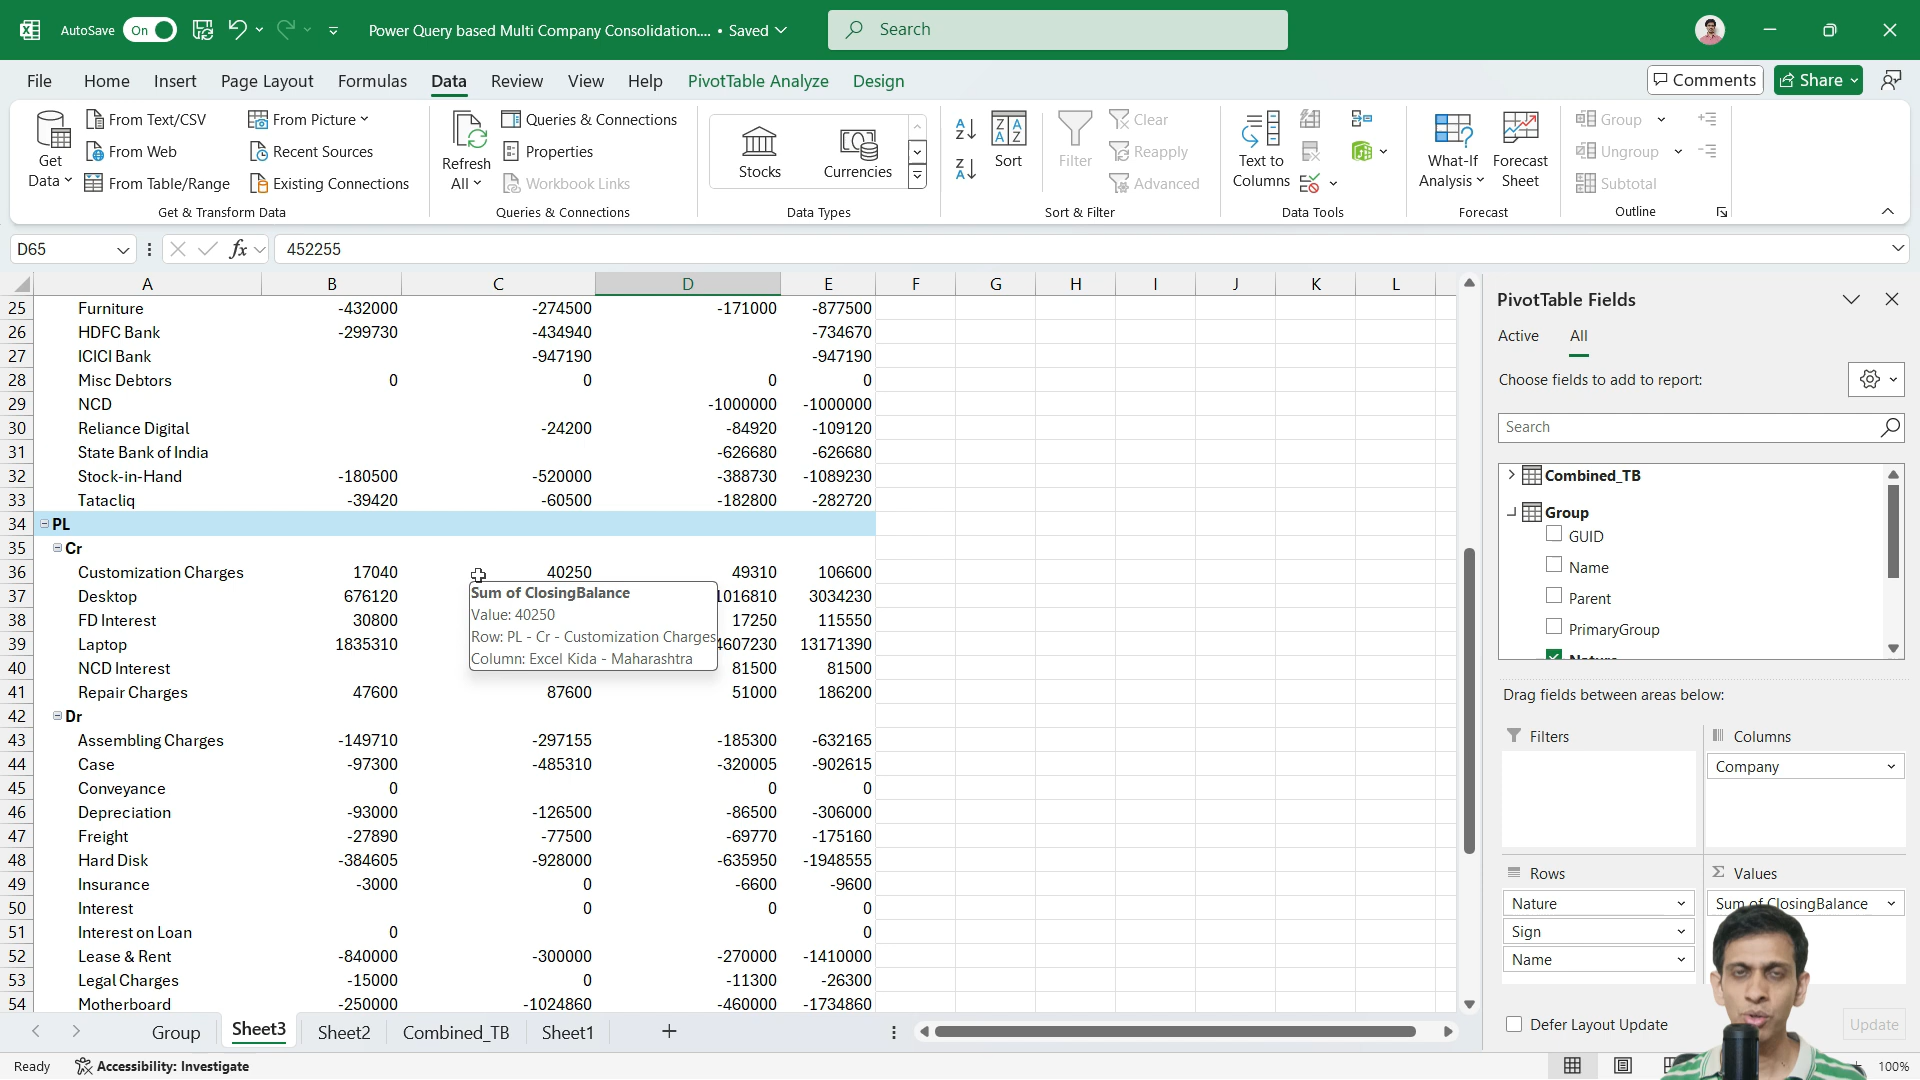 AutoSave On Power Query based Multi Company Consolidation.... • Saved Search
File Home Insert Page Layout Formulas Data Review View Help PivotTable Analyze Design Comments Share
Get Data From Text/CSV From Web From Table/Range From Picture Recent Sources Existing Connections
Get & Transform Data
Refresh All Queries & Connections Properties Workbook Links
Queries & Connections
Stocks Currencies
Data Types
Sort Filter Clear Reapply Advanced
Sort & Filter
Text to Columns
Data Tools
What-If Analysis Forecast Sheet
Forecast
Group Ungroup Subtotal
Outline
D65 fx 452255
A B C D E F G H I J K L
25 Furniture -432000 -274500 -171000 -877500
26 HDFC Bank -299730 -434940 -734670
27 ICICI Bank -947190 -947190
28 Misc Debtors 0 0 0 0
29 NCD -1000000 -1000000
30 Reliance Digital -24200 -84920 -109120
31 State Bank of India -626680 -626680
32 Stock-in-Hand -180500 -520000 -388730 -1089230
33 Tatacliq -39420 -60500 -182800 -282720
34 PL
35 Cr
36 Customization Charges 17040 40250 49310 106600
37 Desktop 676120 1016810 3034230
38 FD Interest 30800 17250 115550
39 Laptop 1835310 4607230 13171390
40 NCD Interest 81500 81500
41 Repair Charges 47600 87600 51000 186200
42 Dr
43 Assembling Charges -149710 -297155 -185300 -632165
44 Case -97300 -485310 -320005 -902615
45 Conveyance 0 0 0
46 Depreciation -93000 -126500 -86500 -306000
47 Freight -27890 -77500 -69770 -175160
48 Hard Disk -384605 -928000 -635950 -1948555
49 Insurance -3000 0 -6600 -9600
50 Interest 0 0 0
51 Interest on Loan 0 0
52 Lease & Rent -840000 -300000 -270000 -1410000
53 Legal Charges -15000 0 -11300 -26300
54 Motherboard -250000 -1024860 -460000 -1734860
Sum of ClosingBalance
Value: 40250
Row: PL - Cr - Customization Charges
Column: Excel Kida - Maharashtra
PivotTable Fields
Active All
Choose fields to add to report:
Search
Combined_TB
Group
GUID
Name
Parent
PrimaryGroup
Nature
Drag fields between areas below:
Filters Columns
Company
Rows Values
Nature Sum of ClosingBalance
Sign
Name
Defer Layout Update Update
Group Sheet3 Sheet2 Combined_TB Sheet1
Ready Accessibility: Investigate 100%